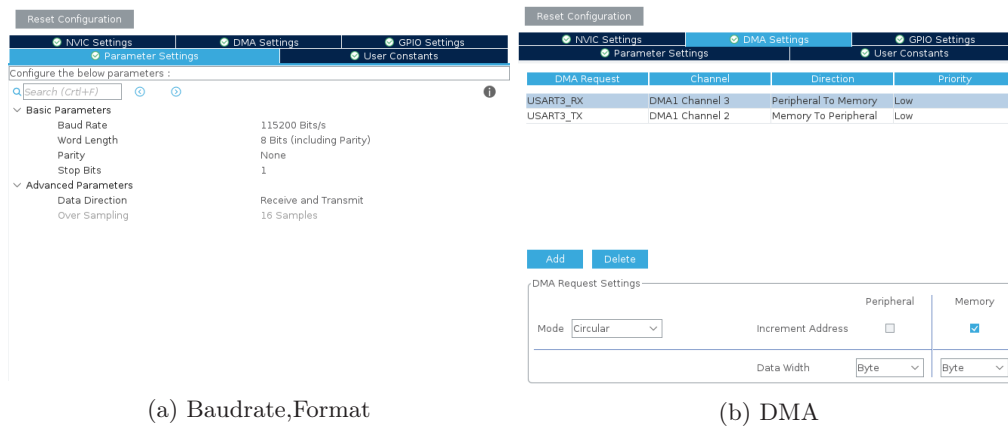 Reset Configuration
NVIC Settings DMA Settings GPIO Settings
Parameter Settings User Constants
Configure the below parameters :
Search (Crtl+F)
Basic Parameters
Baud Rate 115200 Bits/s
Word Length 8 Bits (including Parity)
Parity None
Stop Bits 1
Advanced Parameters
Data Direction Receive and Transmit
Over Sampling 16 Samples
(a) Baudrate,Format
Reset Configuration
NVIC Settings DMA Settings GPIO Settings
Parameter Settings User Constants
DMA Request Channel Direction Priority
USART3_RX DMA1 Channel 3 Peripheral To Memory Low
USART3_TX DMA1 Channel 2 Memory To Peripheral Low
Add Delete
DMA Request Settings
Peripheral Memory
Mode Circular Increment Address
Data Width Byte Byte
(b) DMA